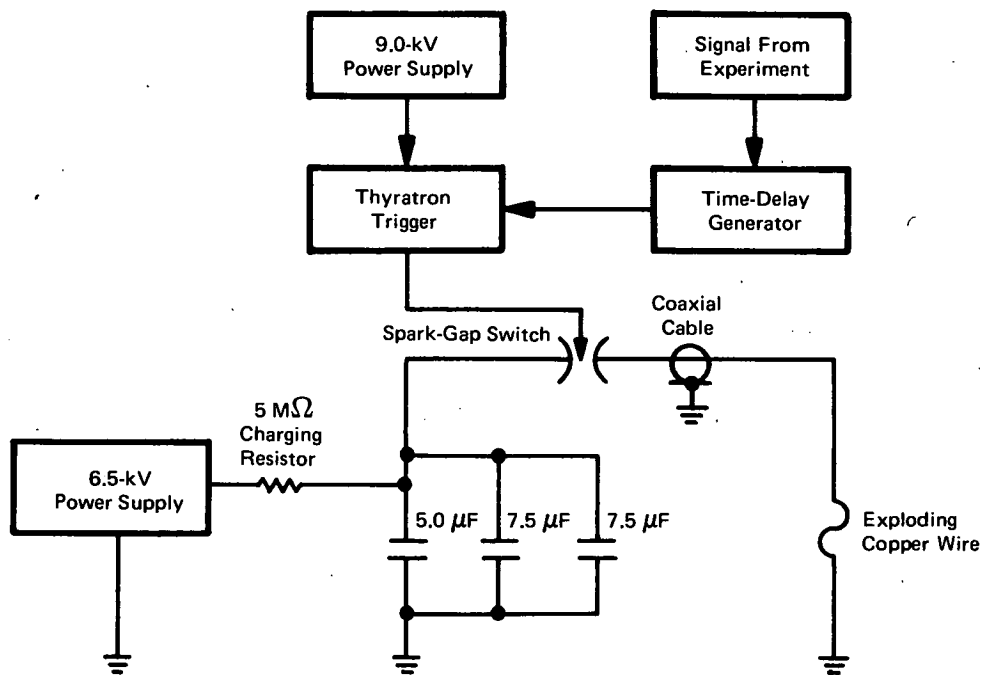 9.0-kV
Power Supply
Signal From
Experiment
Thyratron
Trigger
Time-Delay
Generator
Spark-Gap Switch
Coaxial
Cable
5 MΩ
Charging
Resistor
6.5-kV
Power Supply
5.0 μF
7.5 μF
7.5 μF
Exploding
Copper Wire